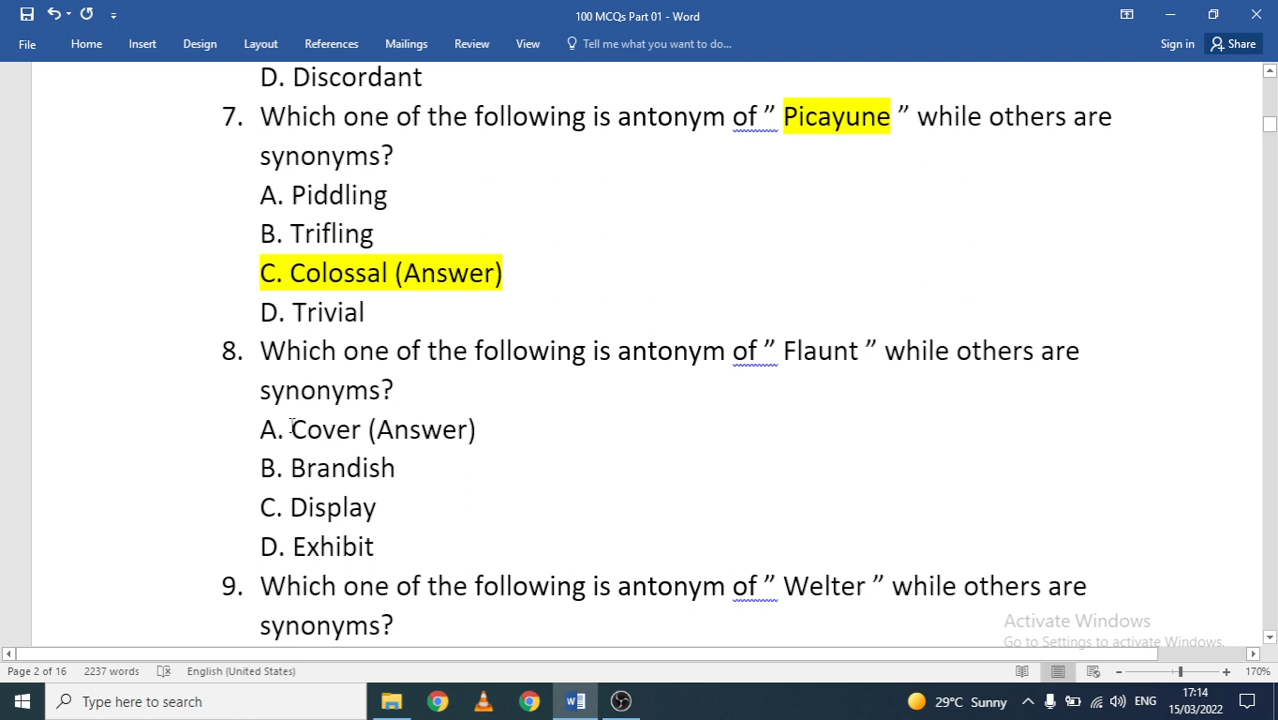 100 MCQs Part 01 - Word
File Home Insert Design Layout References Mailings Review View Tell me what you want to do... Sign in Share
D. Discordant
7. Which one of the following is antonym of ” Picayune ” while others are
synonyms?
A. Piddling
B. Trifling
C. Colossal (Answer)
D. Trivial
8. Which one of the following is antonym of ” Flaunt ” while others are
synonyms?
A. Cover (Answer)
B. Brandish
C. Display
D. Exhibit
9. Which one of the following is antonym of ” Welter ” while others are
synonyms?
Activate Windows
Go to Settings to activate Windows.
Page 2 of 16 2237 words English (United States) 170%
Type here to search 29°C Sunny ENG 17:14
15/03/2022